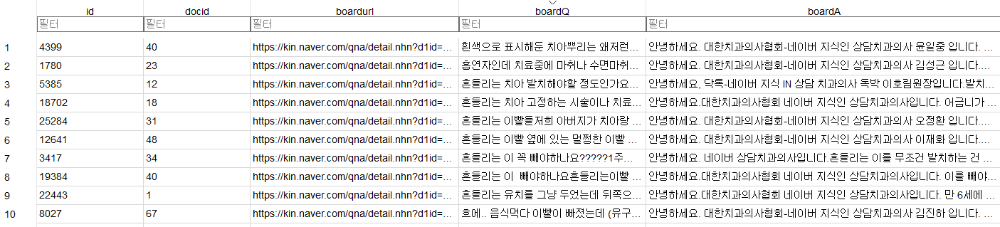 id docid boardurl boardQ boardA
필터 필터 필터 필터 필터
1 4399 40 https://kin.naver.com/qna/detail.nhn?d1id=... 흰색으로 표시해둔 치아뿌리는 왜저런... 안녕하세요. 대한치과의사협회-네이버 지식인 상담치과의사 윤일중 입니다. ...
2 1780 23 https://kin.naver.com/qna/detail.nhn?d1id=... 흡연자인데 치료중에 마취나 수면마취... 안녕하세요. 대한치과의사협회-네이버 지식인 상담치과의사 김성근 입니다....
3 5385 12 https://kin.naver.com/qna/detail.nhn?d1id=... 흔들리는 치아 발치해야할 정도인가요... 안녕하세요, 닥톡-네이버 지식 IN 상담 치과의사 독박 이호림원장입니다.발치...
4 18702 18 https://kin.naver.com/qna/detail.nhn?d1id=... 흔들리는 치아 고정하는 시술이나 치료... 안녕하세요.대한치과의사협회 네이버 지식인 상담치과의사입니다. 어금니가 ...
5 25284 31 https://kin.naver.com/qna/detail.nhn?d1id=... 흔들리는 이빨들저희 아버지가 치아랑 ... 안녕하세요. 대한치과의사협회-네이버 지식인 상담치과의사 오정환 입니다....
6 12641 48 https://kin.naver.com/qna/detail.nhn?d1id=... 흔들리는 이빨 옆에 있는 멀쩡한 이빨 ... 안녕하세요. 대한치과의사협회-네이버 지식인 상담치과의사 이재화 입니다....
7 3417 34 https://kin.naver.com/qna/detail.nhn?d1id=... 흔들리는 이 꼭 빼야하나요?????1주... 안녕하세요. 네이버 상담치과의사입니다.흔들리는 이를 무조건 발치하는 건 ...
8 19384 40 https://kin.naver.com/qna/detail.nhn?d1id=... 흔들리는 이  빼야하나요흔들리는이빨 ... 안녕하세요.대한치과의사협회 네이버 지식인 상담치과의사입니다. 이를 빼야...
9 22443 1 https://kin.naver.com/qna/detail.nhn?d1id=... 흔들리는 유치를 그냥 두었는데 뒤쪽으... 안녕하세요.대한치과의사협회 네이버 지식인 상담치과의사입니다. 만 6세에 ...
10 8027 67 https://kin.naver.com/qna/detail.nhn?d1id=... 흐에.. 음식먹다 이빨이 빠졌는데 (유구... 안녕하세요. 대한치과의사협회-네이버 지식인 상담치과의사 김진하 입니다. ...